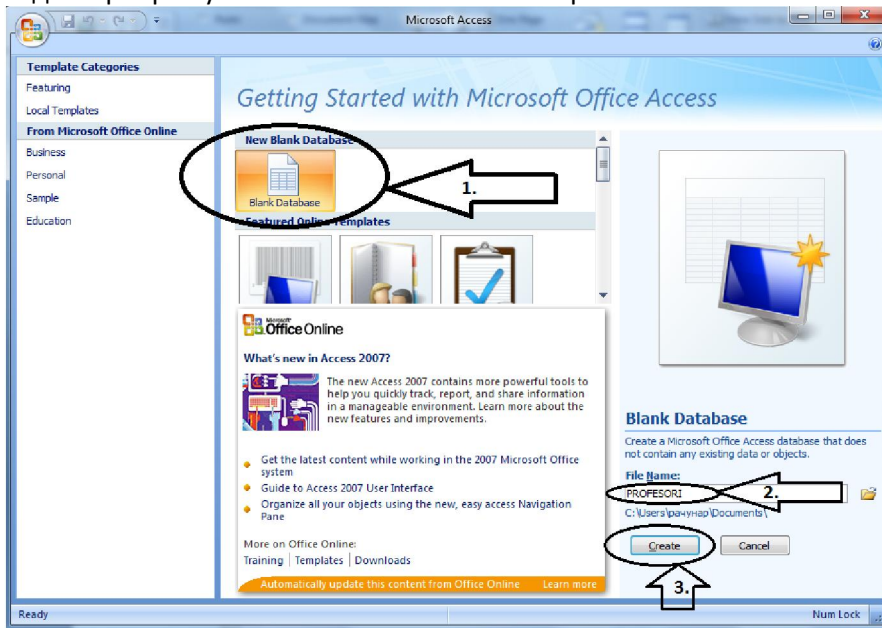 Microsoft Access
Template Categories
Featuring
Local Templates
From Microsoft Office Online
Business
Personal
Sample
Education
Getting Started with Microsoft Office Access
New Blank Database
Blank Database
1.
Featured Online Templates
Microsoft
Office Online
What's new in Access 2007?
The new Access 2007 contains more powerful tools to
help you quickly track, report, and share information
in a manageable environment. Learn more about the
new features and improvements.
Get the latest content while working in the 2007 Microsoft Office
system
Guide to Access 2007 User Interface
Organize all your objects using the new, easy access Navigation
Pane
More on Office Online:
Training | Templates | Downloads
Automatically update this content from Office Online Learn more
Blank Database
Create a Microsoft Office Access database that does
not contain any existing data or objects.
File Name:
PROFESORI 2.
C:\Users\рачунар\Documents\
Create Cancel
3.
Ready Num Lock